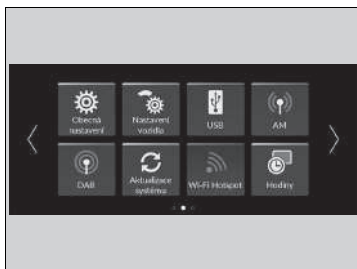 Obecná
nastavení
Nastavení
vozidla
USB
AM
DAB
Aktualizace
systému
Wi-Fi Hotspot
Hodiny